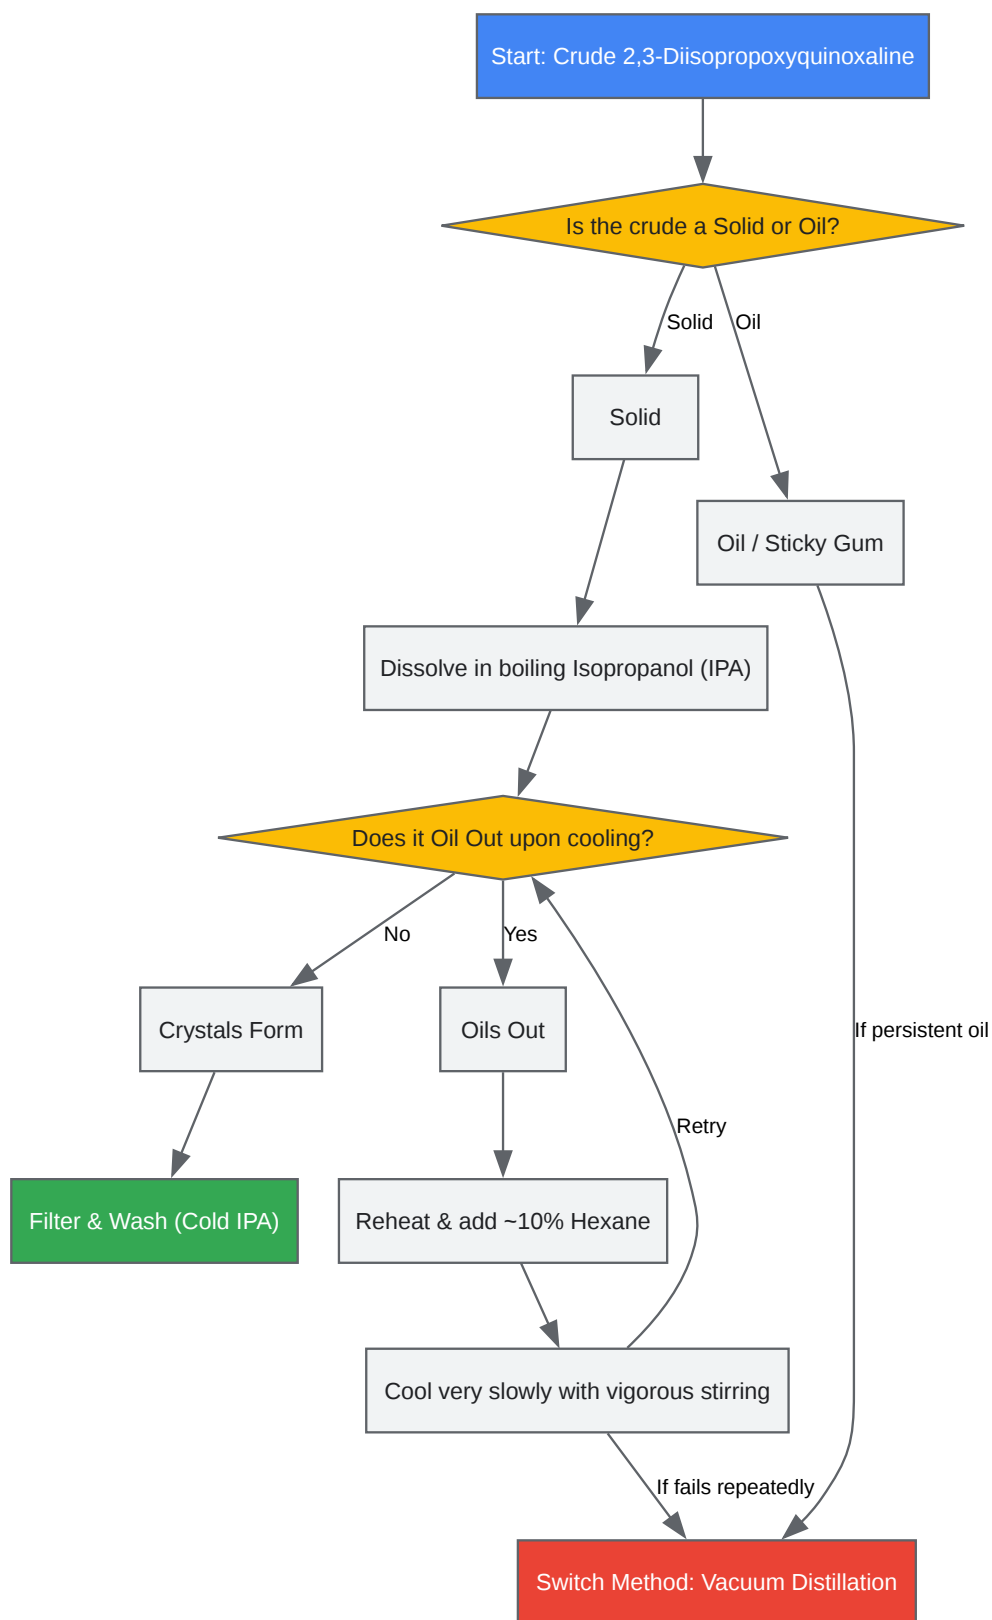 Start: Crude 2,3-Diisopropoxyquinoxaline
Is the crude a Solid or Oil?
Solid
Oil
Solid
Oil / Sticky Gum
Dissolve in boiling Isopropanol (IPA)
Does it Oil Out upon cooling?
No
Yes
Crystals Form
Oils Out
If persistent oil
Retry
Filter & Wash (Cold IPA)
Reheat & add ~10% Hexane
Cool very slowly with vigorous stirring
If fails repeatedly
Switch Method: Vacuum Distillation